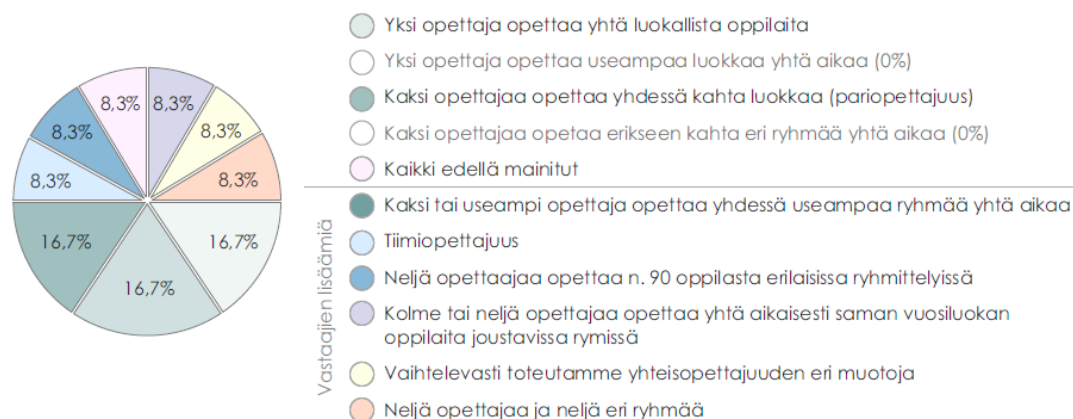 Yksi opettaja opettaa yhtä luokallista oppilaita
Yksi opettaja opettaa useampaa luokkaa yhtä aikaa (0%)
Kaksi opettajaa opettaa yhdessä kahta luokkaa (pariopettajuus)
Kaksi opettajaa opetaa erikseen kahta eri ryhmää yhtä aikaa (0%)
Kaikki edellä mainitut
Vastaajien lisäämiä
Kaksi tai useampi opettaja opettaa yhdessä useampaa ryhmää yhtä aikaa
Tiimiopettajuus
Neljä opettaajaa opettaa n. 90 oppilasta erilaisissa ryhmittelyissä
Kolme tai neljä opettajaa opettaa yhtä aikaisesti saman vuosiluokan
oppilaita joustavissa rymissä
Vaihtelevasti toteutamme yhteisopettajuuden eri muotoja
Neljä opettajaa ja neljä eri ryhmää
8,3%
8,3%
8,3%
8,3%
8,3%
8,3%
16,7%
16,7%
16,7%